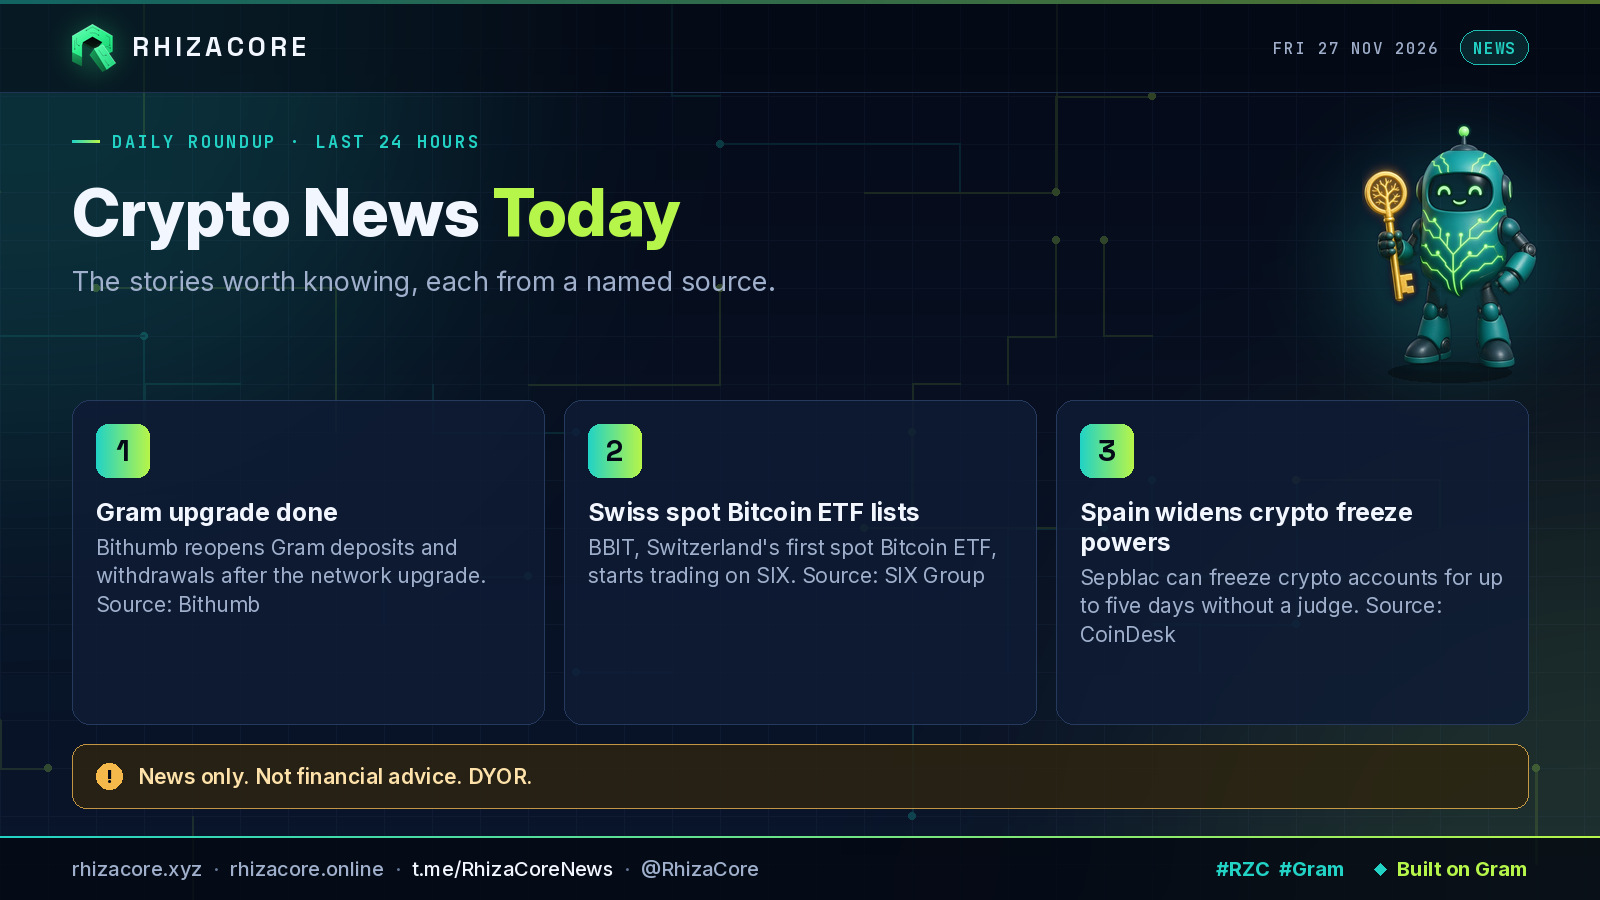 RHIZACORE
FRI 27 NOV 2026
NEWS
DAILY ROUNDUP · LAST 24 HOURS
Crypto News Today
The stories worth knowing, each from a named source.
1
Gram upgrade done
Bithumb reopens Gram deposits and
withdrawals after the network upgrade.
Source: Bithumb
2
Swiss spot Bitcoin ETF lists
BBIT, Switzerland's first spot Bitcoin ETF,
starts trading on SIX. Source: SIX Group
3
Spain widens crypto freeze
powers
Sepblac can freeze crypto accounts for up
to five days without a judge. Source:
CoinDesk
! News only. Not financial advice. DYOR.
rhizacore.xyz · rhizacore.online · t.me/RhizaCoreNews · @RhizaCore
#RZC #Gram ◆ Built on Gram